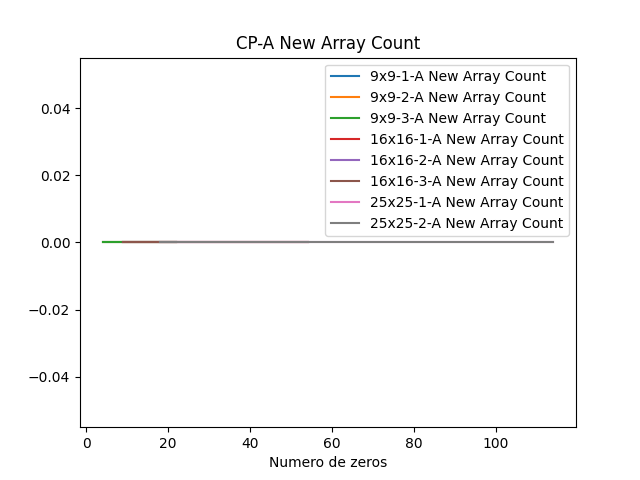 CP-A New Array Count
9x9-1-A New Array Count
9x9-2-A New Array Count
9x9-3-A New Array Count
16x16-1-A New Array Count
16x16-2-A New Array Count
16x16-3-A New Array Count
25x25-1-A New Array Count
25x25-2-A New Array Count
0.04
0.02
0.00
−0.02
−0.04
0 20 40 60 80 100
Numero de zeros